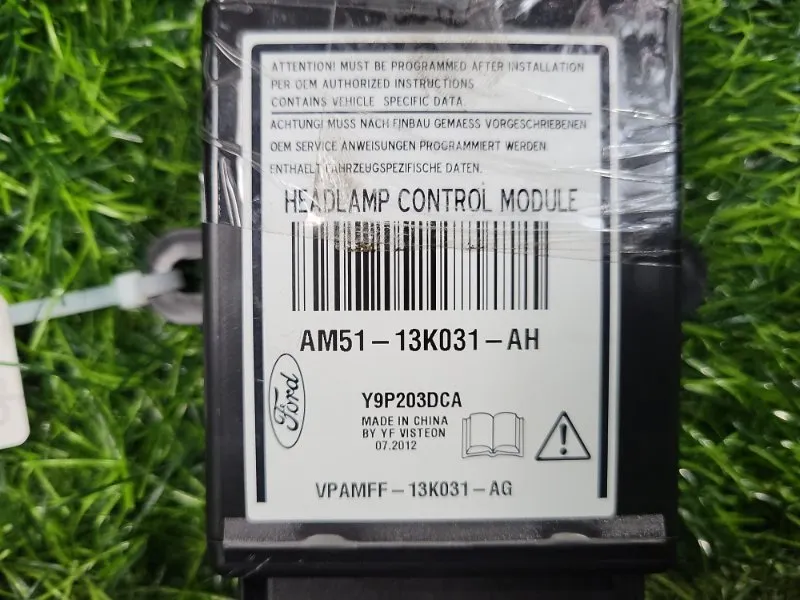 ATTENTION! MUST BE PROGRAMMED AFTER INSTALLATION
PER OEM AUTHORIZED INSTRUCTIONS
CONTAINS VEHICLE SPECIFIC DATA
ACHTUNG! MUSS NACH EINBAU GEMAESS VORGESCHRIEBENEN
OEM SERVICE ANWEISUNGEN PROGRAMMIERT WERDEN
ENTHAELT FAHRZEUGSPEZIFISCHE DATEN.
HEADLAMP CONTROL MODULE
AM51-13K031-AH
Ford
Y9P203DCA
MADE IN CHINA
BY YF VISTEON
07.2012
VPAMFF-13K031-AG